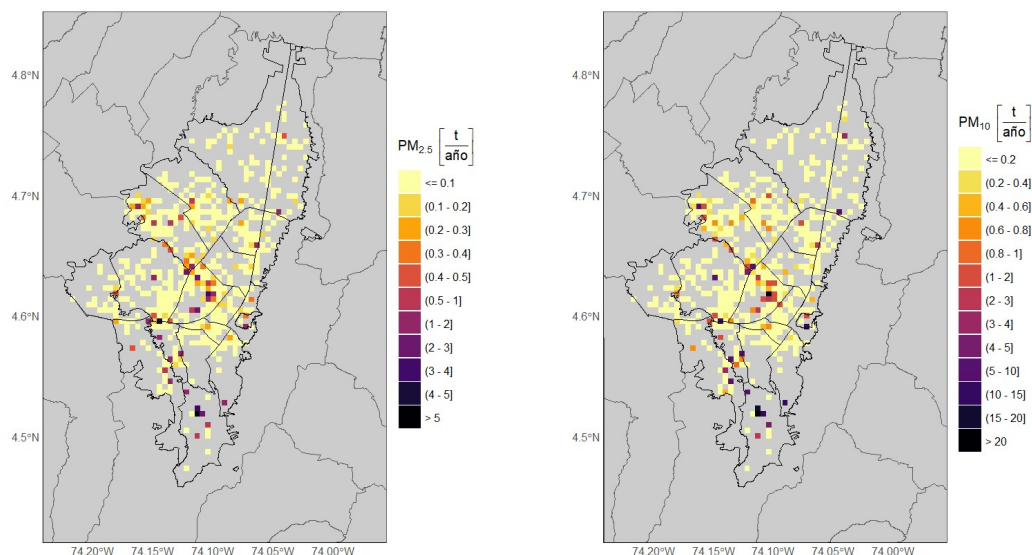 4.8°N
4.7°N
4.6°N
4.5°N
74.20°W 74.15°W 74.10°W 74.05°W 74.00°W
PM2.5 [t/año]
<= 0.1
(0.1 - 0.2]
(0.2 - 0.3]
(0.3 - 0.4]
(0.4 - 0.5]
(0.5 - 1]
(1 - 2]
(2 - 3]
(3 - 4]
(4 - 5]
> 5
4.8°N
4.7°N
4.6°N
4.5°N
74.20°W 74.15°W 74.10°W 74.05°W 74.00°W
PM10 [t/año]
<= 0.2
(0.2 - 0.4]
(0.4 - 0.6]
(0.6 - 0.8]
(0.8 - 1]
(1 - 2]
(2 - 3]
(3 - 4]
(4 - 5]
(5 - 10]
(10 - 15]
(15 - 20]
> 20